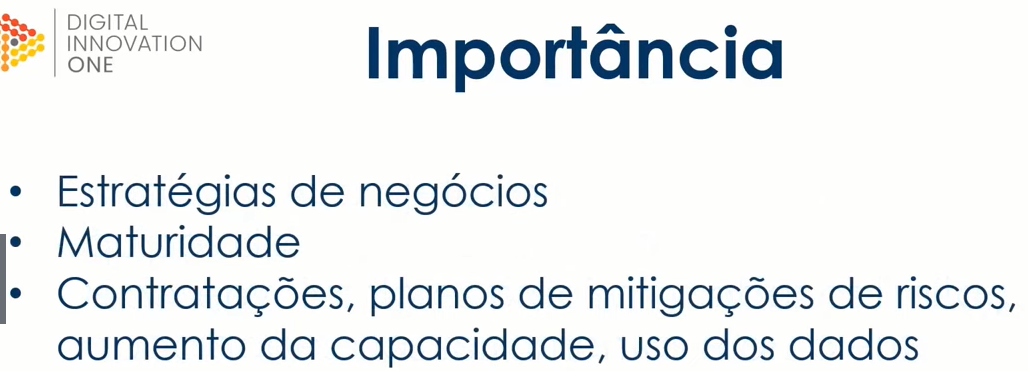 DIGITAL
INNOVATION
ONE
Importância
• Estratégias de negócios
• Maturidade
• Contratações, planos de mitigações de riscos,
aumento da capacidade, uso dos dados